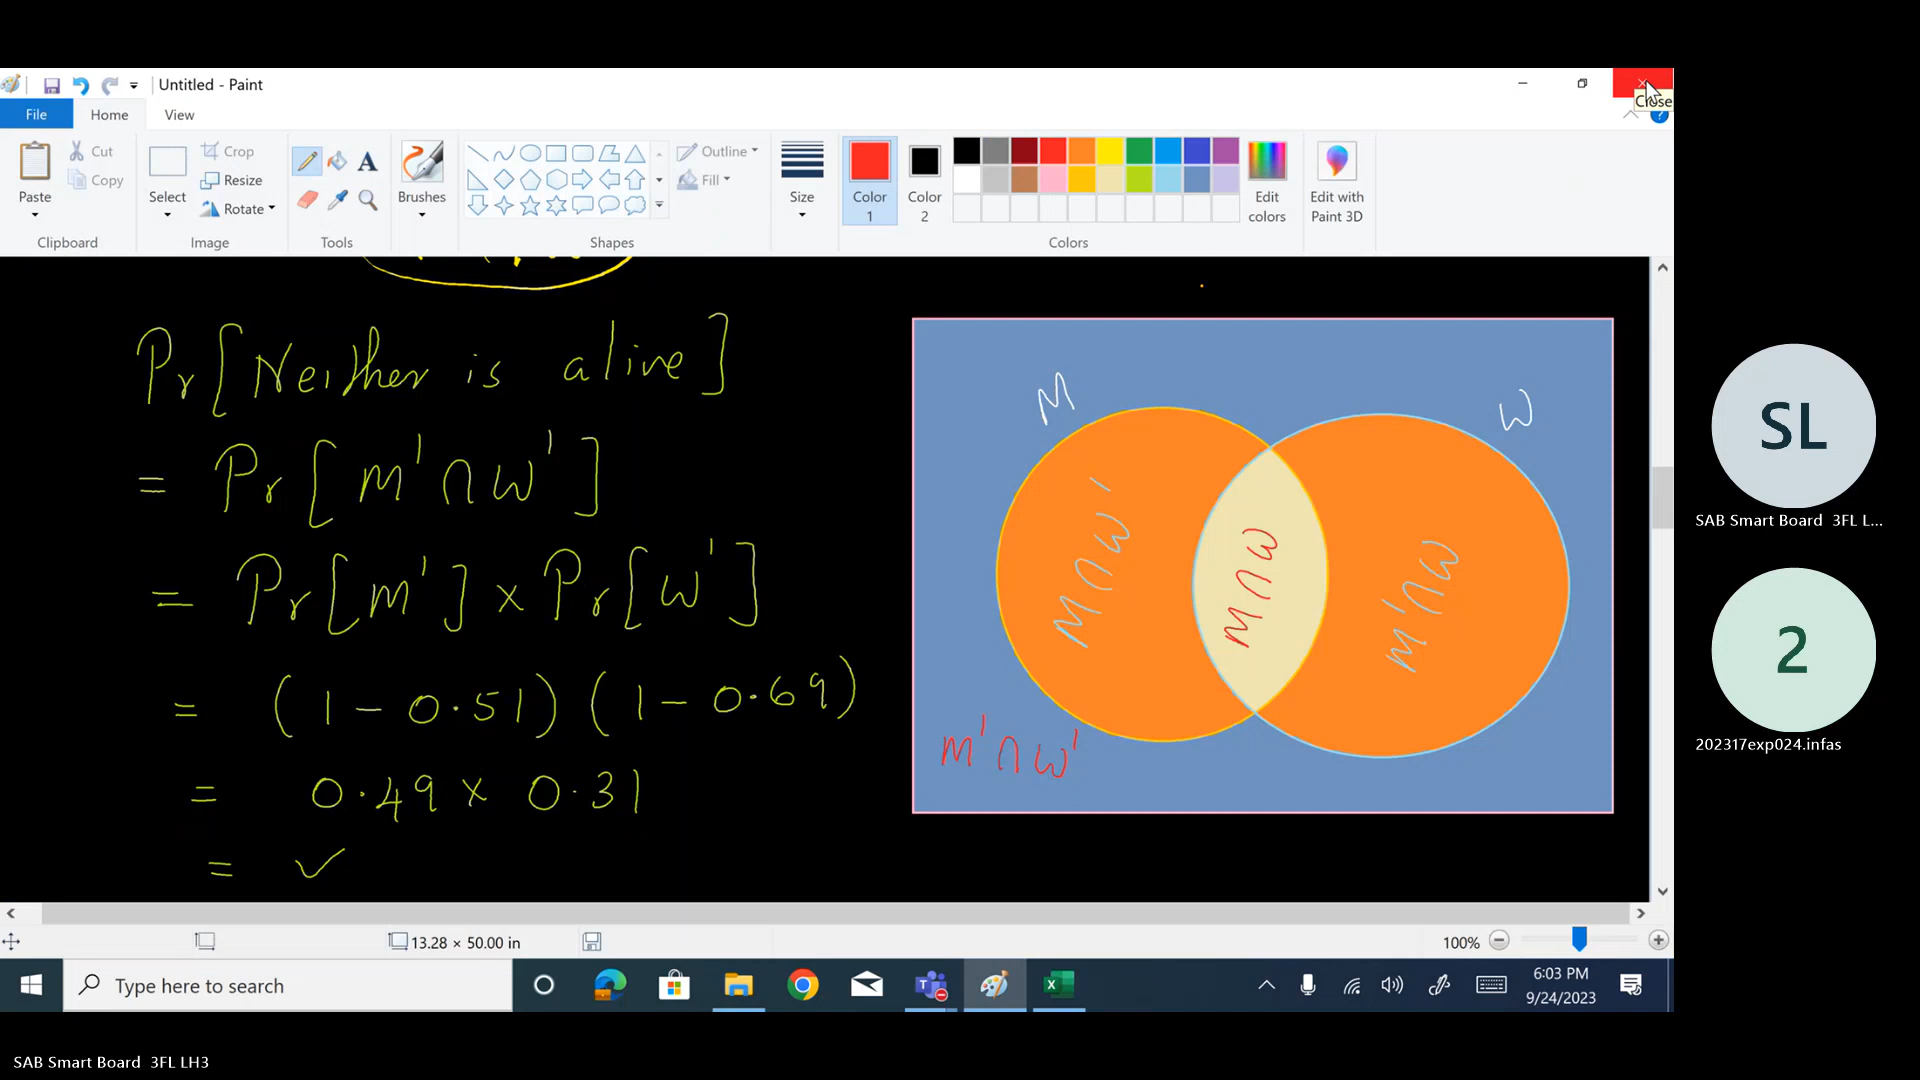 Untitled - Paint
Close
File Home View
Paste
Cut
Copy
Clipboard
Select
Crop
Resize
Rotate
Image
Tools
Brushes
Shapes
Outline
Fill
Size
Color 1
Color 2
Colors
Edit colors
Edit with Paint 3D
Pr[Neither is alive]
= Pr[M'∩W']
= Pr[M'] x Pr[W']
= (1 - 0.51) (1 - 0.69)
= 0.49 x 0.31
= ✓
M
W
M∩W'
M∩W
M'∩W
M'∩W'
SL
SAB Smart Board 3FL L...
2
202317exp024.infas
13.28 × 50.00 in
100%
Type here to search
6:03 PM
9/24/2023
SAB Smart Board 3FL LH3